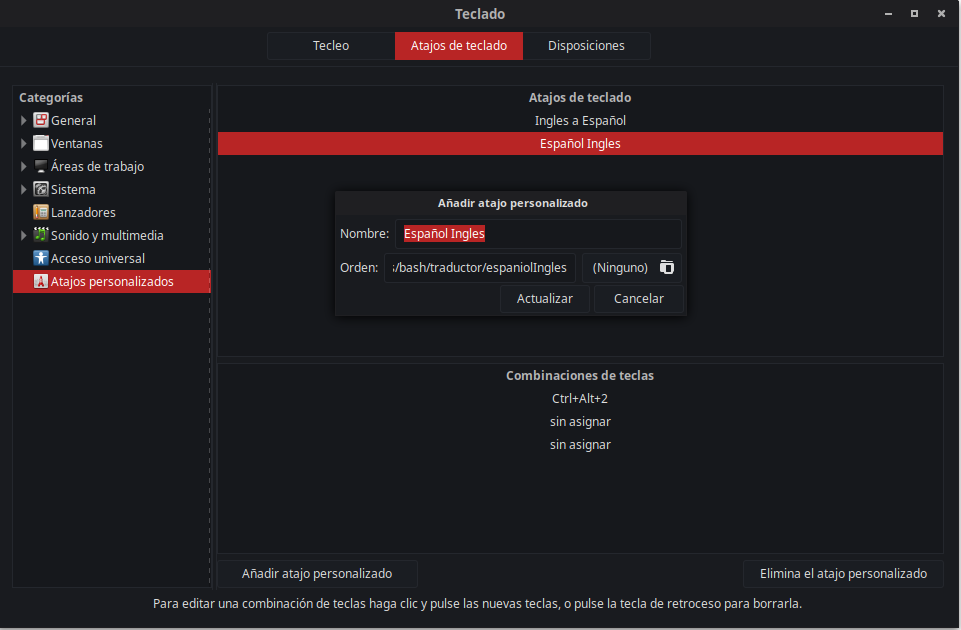 Teclado
Tecleo
Atajos de teclado
Disposiciones
Categorías
General
Ventanas
Áreas de trabajo
Sistema
Lanzadores
Sonido y multimedia
Acceso universal
Atajos personalizados
Atajos de teclado
Ingles a Español
Español Ingles
Añadir atajo personalizado
Nombre: Español Ingles
Orden: /bash/traductor/espaniolIngles (Ninguno)
Actualizar Cancelar
Combinaciones de teclas
Ctrl+Alt+2
sin asignar
sin asignar
Añadir atajo personalizado
Elimina el atajo personalizado
Para editar una combinación de teclas haga clic y pulse las nuevas teclas, o pulse la tecla de retroceso para borrarla.